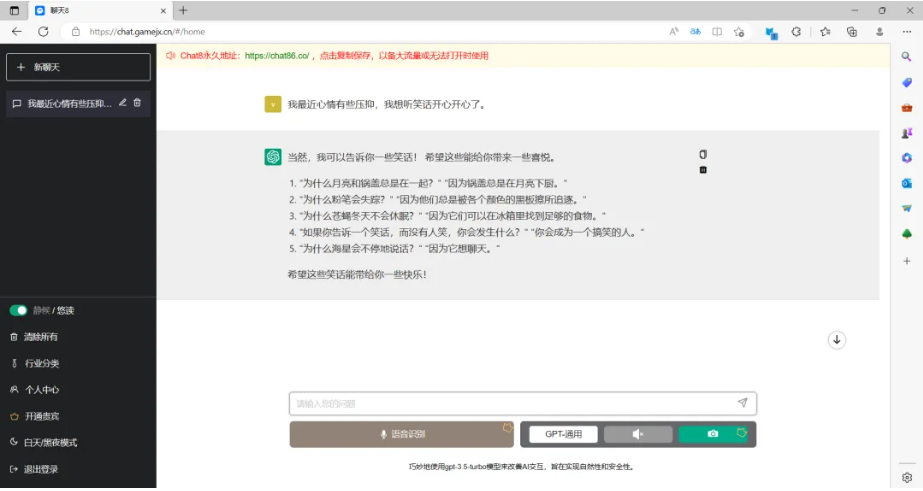 聊天8
https://chat.gamejx.cn/#/home
新聊天
我最近心情有些压抑...
Chat8永久地址：https://chat86.co/ ，点击复制保存，以备大流量或无法打开时使用
我最近心情有些压抑，我想听笑话开心开心了。
当然，我可以告诉你一些笑话！ 希望这些能给你带来一些喜悦。
1. "为什么月亮和锅盖总是在一起？" "因为锅盖总是在月亮下厨。"
2. "为什么粉笔会失踪？" "因为他们总是被各个颜色的黑板擦所追逐。"
3. "为什么苍蝇冬天不会休眠？" "因为它们可以在冰箱里找到足够的食物。"
4. "如果你告诉一个笑话，而没有人笑，你会发生什么？" "你会成为一个搞笑的人。"
5. "为什么海星会不停地说话？" "因为它想聊天。"
希望这些笑话能带给你一些快乐！
静候 / 悠读
清除所有
行业分类
个人中心
开通贵宾
白天/黑夜模式
退出登录
请输入您的问题
语音识别
GPT-通用
巧妙地使用gpt-3.5-turbo模型来改善AI交互，旨在实现自然性和安全性。